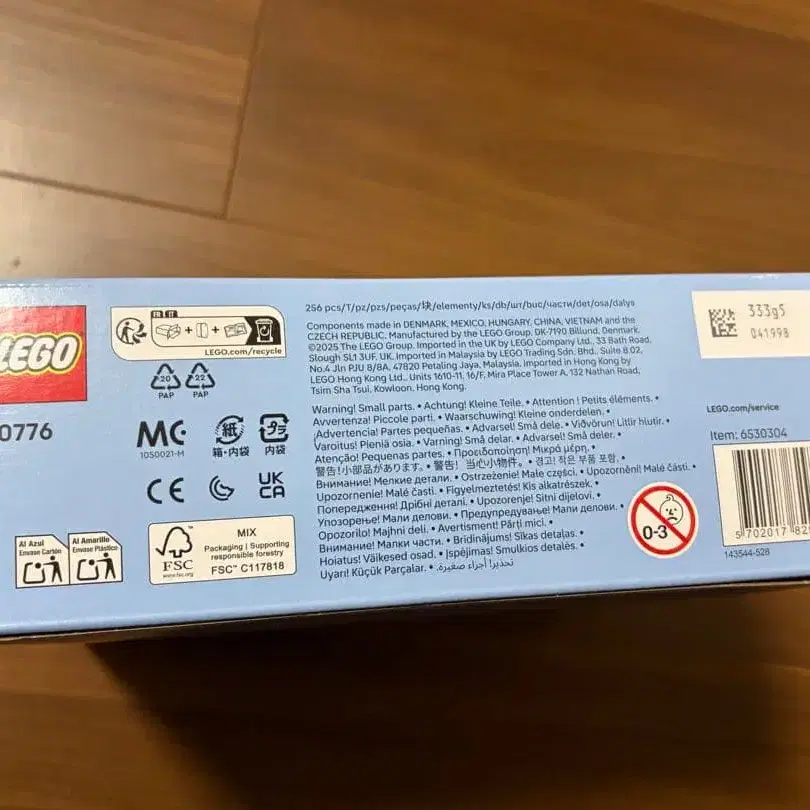 LEGO
0776
FR IT
LEGO.com/recycle
20
PAP
22
PAP
1050021-M
紙
箱・内袋
プラ
内袋
CE
UK
CA
Al Azul
Envase Cartón
Al Amarillo
Envase Plástico
FSC
www.fsc.org
MIX
Packaging | Supporting
responsible forestry
FSC™ C117818
256 pcs/T/pz/pzs/peças/块/elementy/ks/db/шт/buc/части/det/osa/dalys
Components made in DENMARK, MEXICO, HUNGARY, CHINA, VIETNAM and the
CZECH REPUBLIC. Manufactured by the LEGO Group, DK-7190 Billund, Denmark.
©2025 The LEGO Group. Imported in the UK by LEGO Company Ltd., 33 Bath Road,
Slough SL1 3UF, UK. Imported in Malaysia by LEGO Trading Sdn. Bhd., Suite 8.02,
No.4 Jln PJU 8/8A, 47820 Petaling Jaya, Malaysia. Imported in Hong Kong by
LEGO Hong Kong Ltd., Units 1610-11, 16/F, Mira Place Tower A, 132 Nathan Road,
Tsim Sha Tsui, Kowloon, Hong Kong.
Warning! Small parts. • Achtung! Kleine Teile. • Attention ! Petits éléments. •
Avvertenza! Piccole parti. • Waarschuwing! Kleine onderdelen. •
¡Advertencia! Partes pequeñas. • Advarsel! Små dele. • Viðvörun! Litlir hlutir. •
Varoitus! Pieniä osia. • Varning! Små delar. • Advarsel! Små deler. •
Atenção! Pequenas partes. • Προειδοποίηση! Μικρά μέρη. •
警告!小部品があります。• 警告! 当心小物件。• 경고! 작은 부품 포함. •
Внимание! Мелкие детали. • Ostrzeżenie! Małe części. • Upozornění! Malé části. •
Upozornenie! Malé časti. • Figyelmeztetés! Kis alkatrészek. •
Попередження! Дрібні деталі. • Upozorenje! Sitni dijelovi. •
Упозорење! Мали делови. • Предупредување! Мали делови. •
Opozorilo! Majhni deli. • Avertisment! Părți mici. •
Внимание! Малки части. • Brīdinājums! Sīkas detaļas. •
Hoiatus! Väikesed osad. • Įspėjimas! Smulkios detalės. •
Uyarı! Küçük Parçalar. • تحذير! أجزاء صغيرة. •
0-3
333g5
041998
LEGO.com/service
Item: 6530304
5 702017 82
143544-528